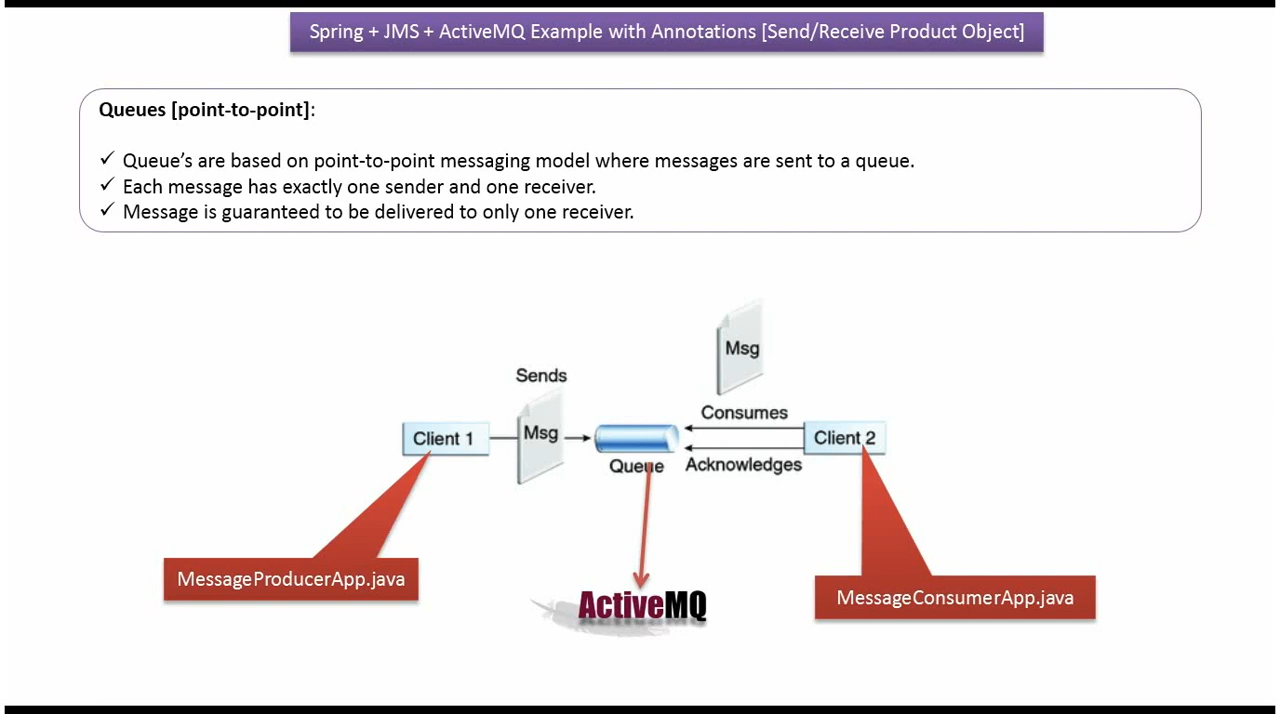 Spring + JMS + ActiveMQ Example with Annotations [Send/Receive Product Object]
Queues [point-to-point]:
✓ Queue’s are based on point-to-point messaging model where messages are sent to a queue.
✓ Each message has exactly one sender and one receiver.
✓ Message is guaranteed to be delivered to only one receiver.
Msg
Sends
Consumes
Client 1
Msg
Client 2
Queue
Acknowledges
MessageProducerApp.java
MessageConsumerApp.java
ActiveMQ